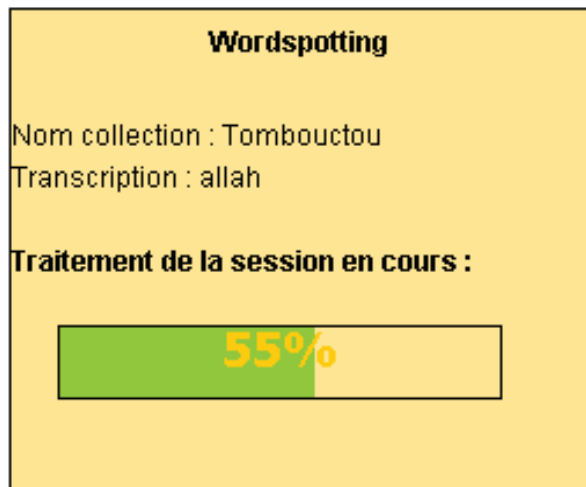 Wordspotting
Nom collection : Tombouctou
Transcription : allah
Traitement de la session en cours :
55%